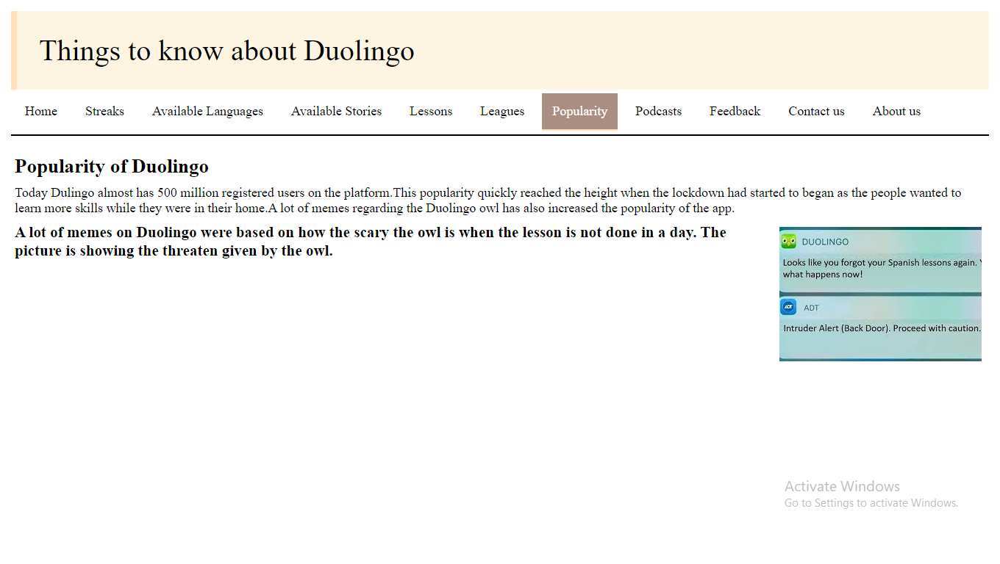 Things to know about Duolingo
Home Streaks Available Languages Available Stories Lessons Leagues Popularity Podcasts Feedback Contact us About us
Popularity of Duolingo
Today Dulingo almost has 500 million registered users on the platform.This popularity quickly reached the height when the lockdown had started to began as the people wanted to
learn more skills while they were in their home.A lot of memes regarding the Duolingo owl has also increased the popularity of the app.
A lot of memes on Duolingo were based on how the scary the owl is when the lesson is not done in a day. The
picture is showing the threaten given by the owl.
DUOLINGO
Looks like you forgot your Spanish lessons again.
what happens now!
ADT
ADT
Intruder Alert (Back Door). Proceed with caution.
Activate Windows
Go to Settings to activate Windows.